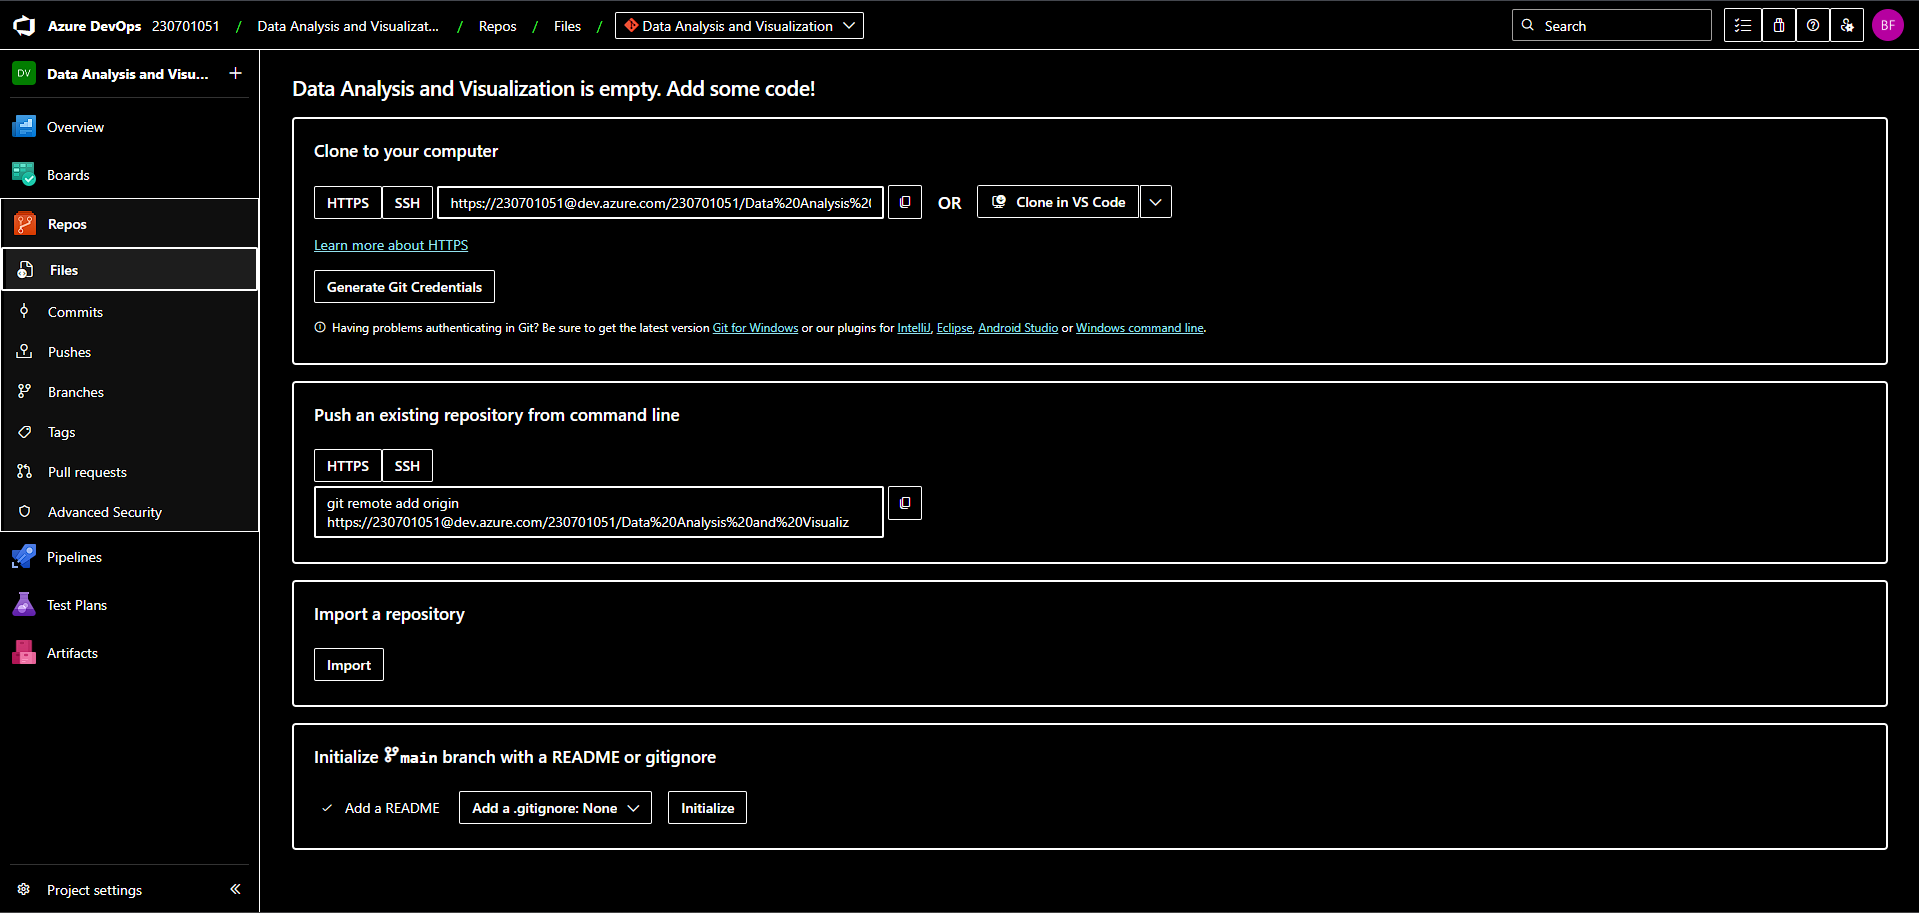 Azure DevOps 230701051 / Data Analysis and Visualizat... / Repos / Files / Data Analysis and Visualization
Search
BF
DV Data Analysis and Visu... +
Overview
Boards
Repos
Files
Commits
Pushes
Branches
Tags
Pull requests
Advanced Security
Pipelines
Test Plans
Artifacts
Project settings
Data Analysis and Visualization is empty. Add some code!
Clone to your computer
HTTPS SSH https://230701051@dev.azure.com/230701051/Data%20Analysis%20 OR Clone in VS Code
Learn more about HTTPS
Generate Git Credentials
Having problems authenticating in Git? Be sure to get the latest version Git for Windows or our plugins for IntelliJ, Eclipse, Android Studio or Windows command line.
Push an existing repository from command line
HTTPS SSH
git remote add origin
https://230701051@dev.azure.com/230701051/Data%20Analysis%20and%20Visualiz
Import a repository
Import
Initialize main branch with a README or gitignore
Add a README Add a .gitignore: None Initialize